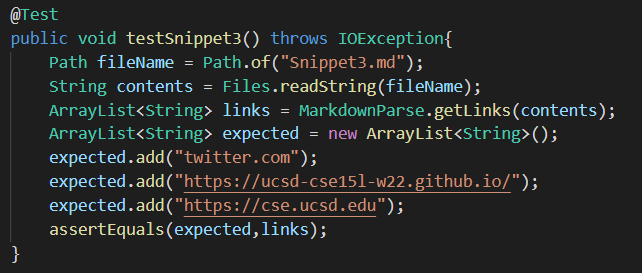 @Test
public void testSnippet3() throws IOException{
    Path fileName = Path.of("Snippet3.md");
    String contents = Files.readString(fileName);
    ArrayList<String> links = MarkdownParse.getLinks(contents);
    ArrayList<String> expected = new ArrayList<String>();
    expected.add("twitter.com");
    expected.add("https://ucsd-cse15l-w22.github.io/");
    expected.add("https://cse.ucsd.edu");
    assertEquals(expected,links);
}